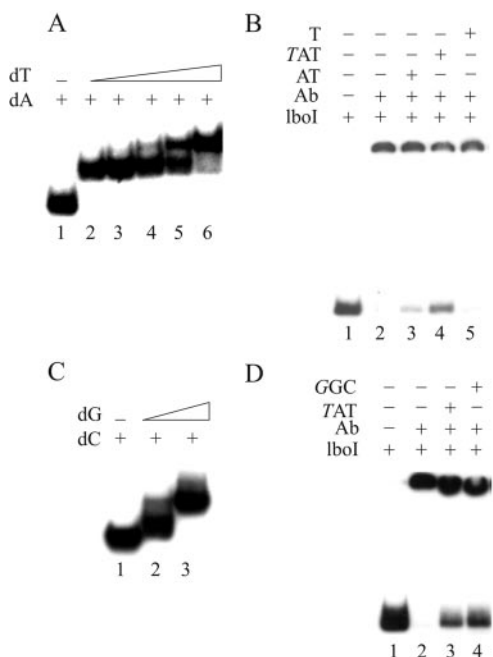 A
dT –
dA + + + + + +
1 2 3 4 5 6
B
T – – – – +
TAT – – – + –
AT – – + – –
Ab – + + + +
lboI + + + + +
1 2 3 4 5
C
dG –
dC + + +
1 2 3
D
GGC – – – +
TAT – – + –
Ab – + + +
lboI + + + +
1 2 3 4